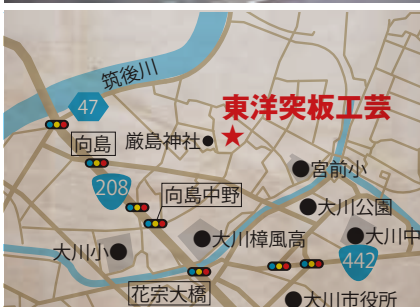 筑後川
47
東洋突板工芸
向島
厳島神社
宮前小
208
向島中野
大川公園
大川小
大川樟風高
大川中
442
花宗大橋
大川市役所